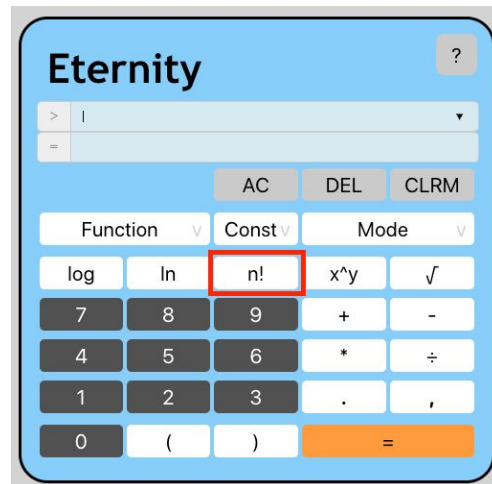 Eternity ?
> |
=
AC DEL CLRM
Function v Const v Mode v
log ln n! x^y √
7 8 9 + -
4 5 6 * ÷
1 2 3 . ,
0 ( ) =